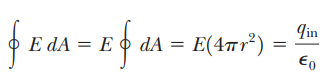 ∮ E dA = E ∮ dA = E(4πr²) = q_in / ϵ₀